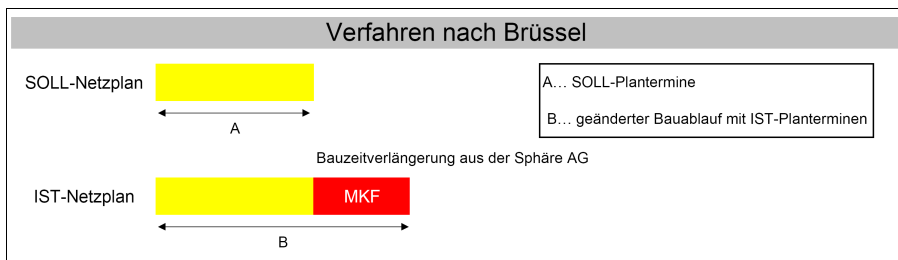 Verfahren nach Brüssel
SOLL-Netzplan
A
A… SOLL-Plantermine
B… geänderter Bauablauf mit IST-Planterminen
Bauzeitverlängerung aus der Sphäre AG
IST-Netzplan
MKF
B